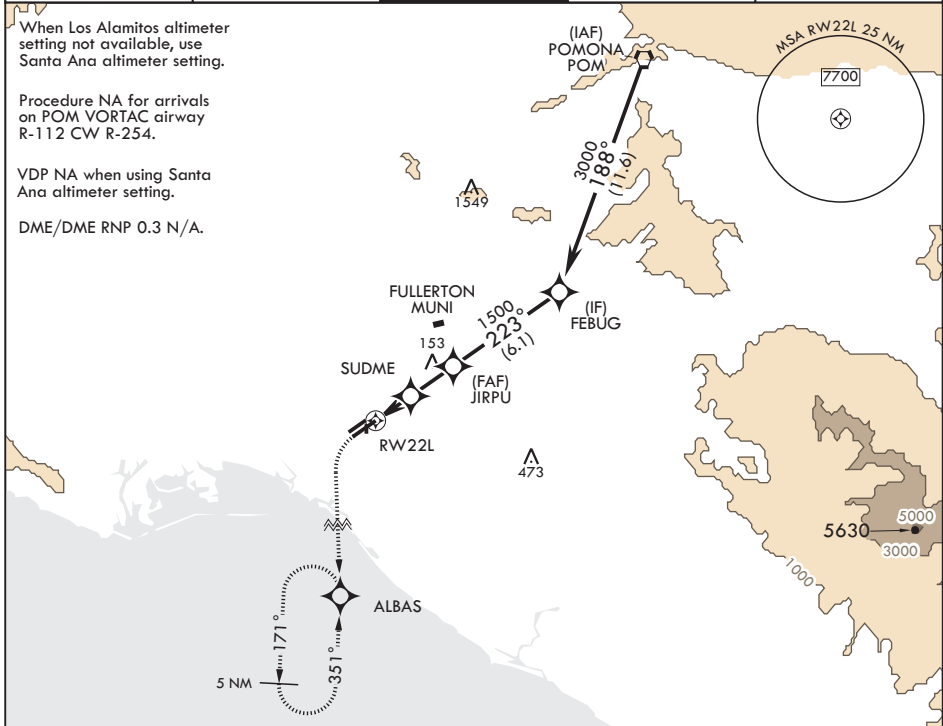 When Los Alamitos altimeter
setting not available, use
Santa Ana altimeter setting.
Procedure NA for arrivals
on POM VORTAC airway
R-112 CW R-254.
VDP NA when using Santa
Ana altimeter setting.
DME/DME RNP 0.3 N/A.
(IAF)
POMONA
POM
MSA RW22L 25 NM
7700
3000
188°
(11.6)
1549
FULLERTON
MUNI
153
1500
223°
(6.1)
(IF)
FEBUG
SUDME
(FAF)
JIRPU
RW22L
473
5630
5000
3000
1000
ALBAS
171°
351°
5 NM